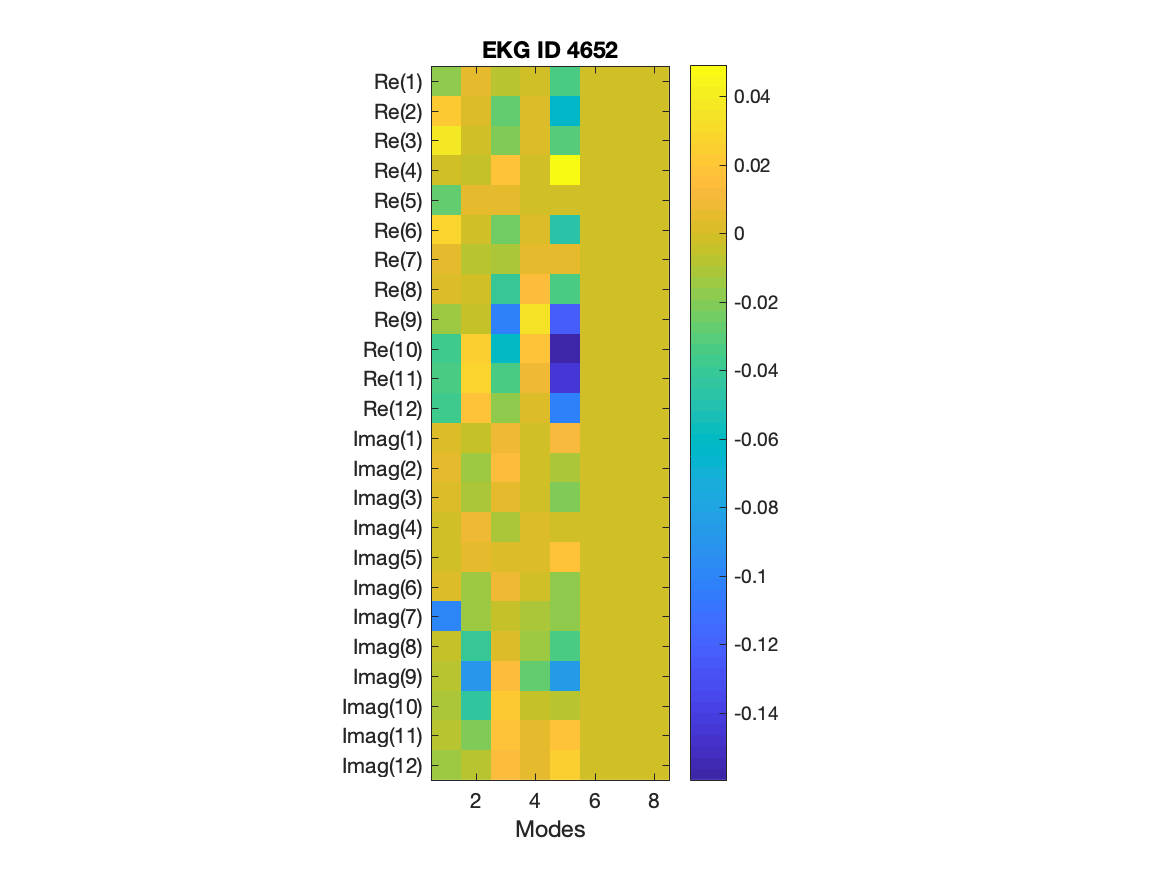 EKG ID 4652
Re(1)
Re(2)
Re(3)
Re(4)
Re(5)
Re(6)
Re(7)
Re(8)
Re(9)
Re(10)
Re(11)
Re(12)
Imag(1)
Imag(2)
Imag(3)
Imag(4)
Imag(5)
Imag(6)
Imag(7)
Imag(8)
Imag(9)
Imag(10)
Imag(11)
Imag(12)
2 4 6 8
Modes
0.04
0.02
0
-0.02
-0.04
-0.06
-0.08
-0.1
-0.12
-0.14